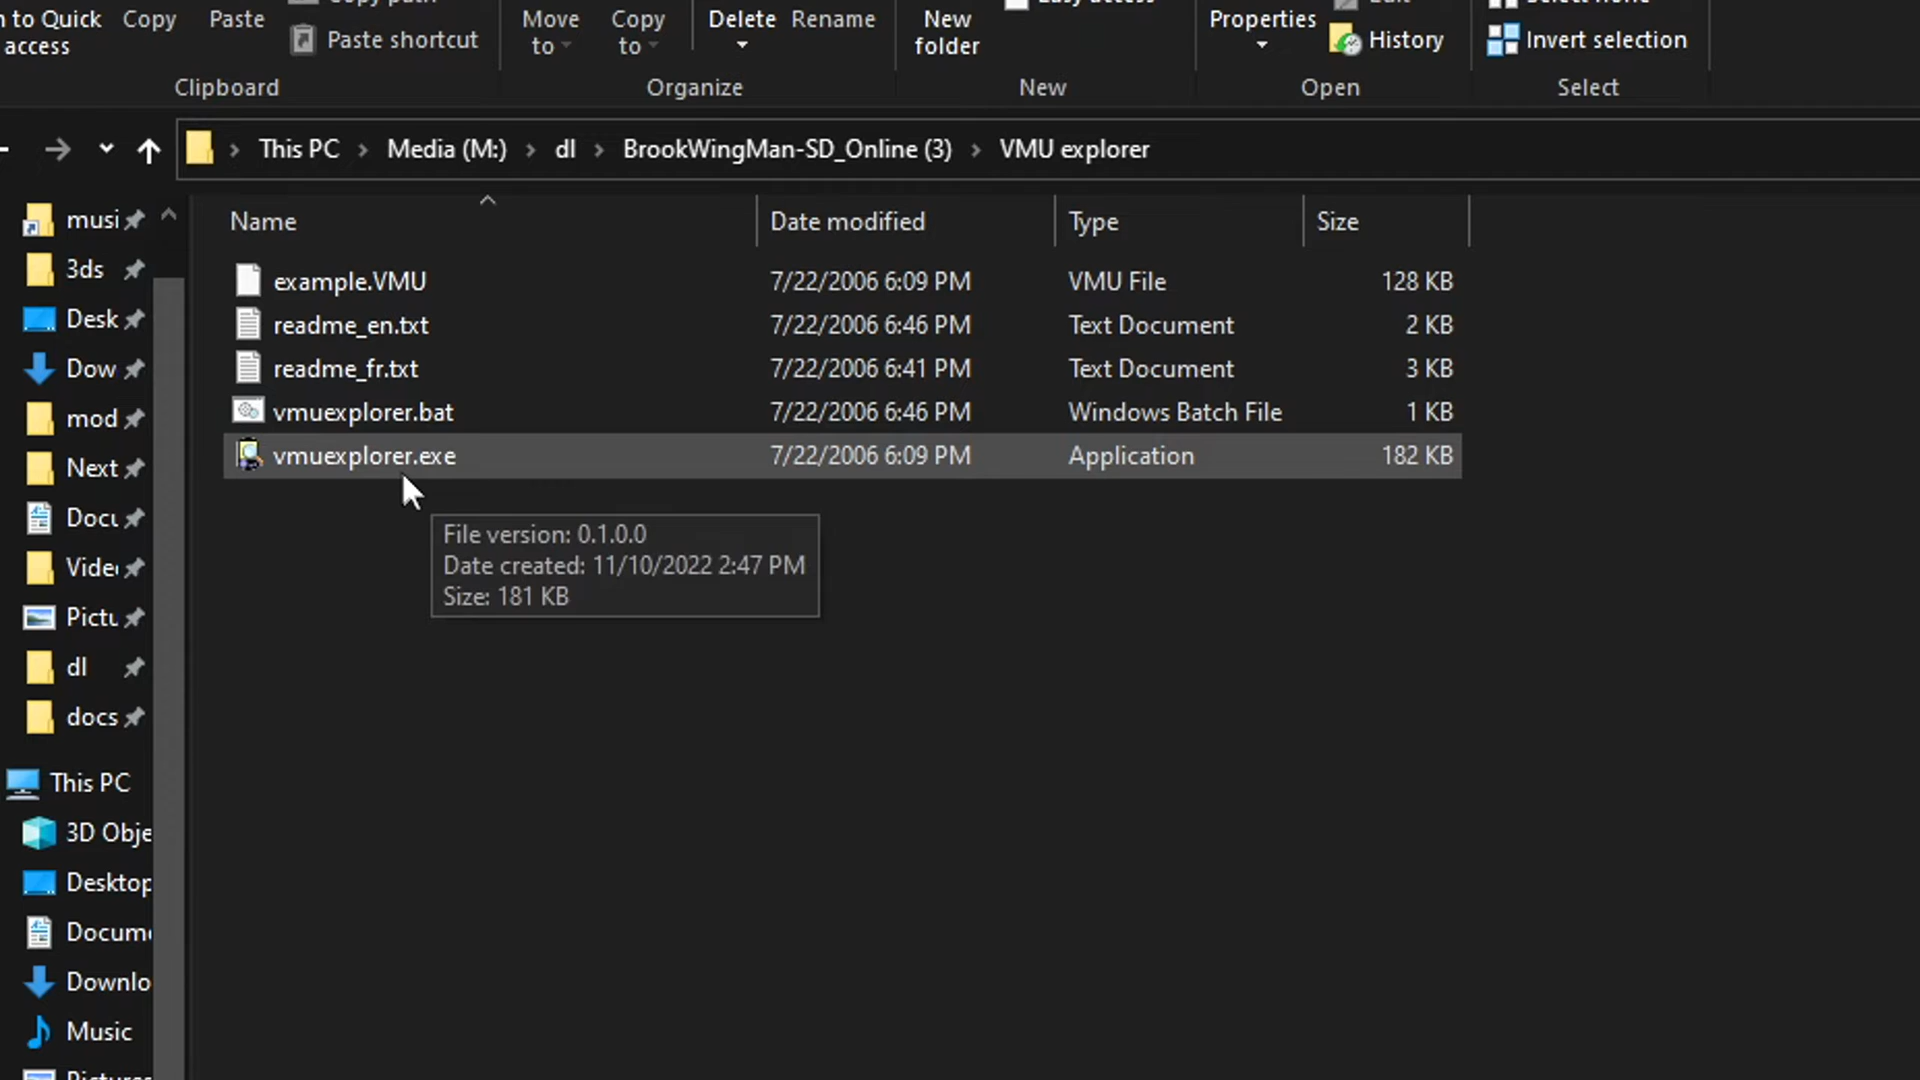 n to Quick
access
Copy
Paste
Paste shortcut
Clipboard
Move
to
Copy
to
Delete
Rename
Organize
New
folder
New
Properties
History
Open
Invert selection
Select
This PC > Media (M:) > dl > BrookWingMan-SD_Online (3) > VMU explorer
Name Date modified Type Size
example.VMU 7/22/2006 6:09 PM VMU File 128 KB
readme_en.txt 7/22/2006 6:46 PM Text Document 2 KB
readme_fr.txt 7/22/2006 6:41 PM Text Document 3 KB
vmuexplorer.bat 7/22/2006 6:46 PM Windows Batch File 1 KB
vmuexplorer.exe 7/22/2006 6:09 PM Application 182 KB
File version: 0.1.0.0
Date created: 11/10/2022 2:47 PM
Size: 181 KB
musi
3ds
Desk
Dow
mod
Next
Docu
Vide
Pictu
dl
docs
This PC
3D Obje
Desktop
Docum
Downlo
Music